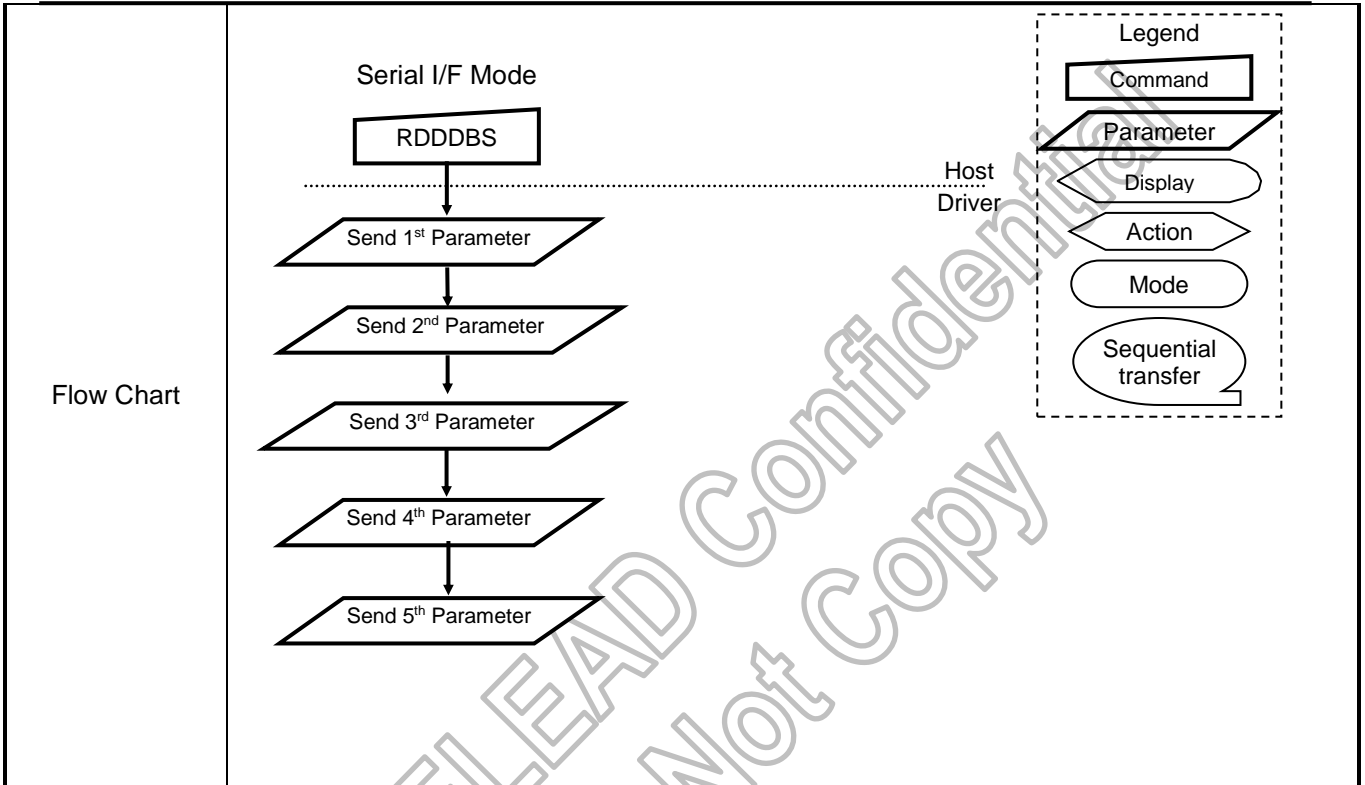 Flow Chart
Serial I/F Mode
RDDDBS
Host
Driver
Send 1st Parameter
Send 2nd Parameter
Send 3rd Parameter
Send 4th Parameter
Send 5th Parameter
Legend
Command
Parameter
Display
Action
Mode
Sequential
transfer
LEAD Confidential
Not Copy